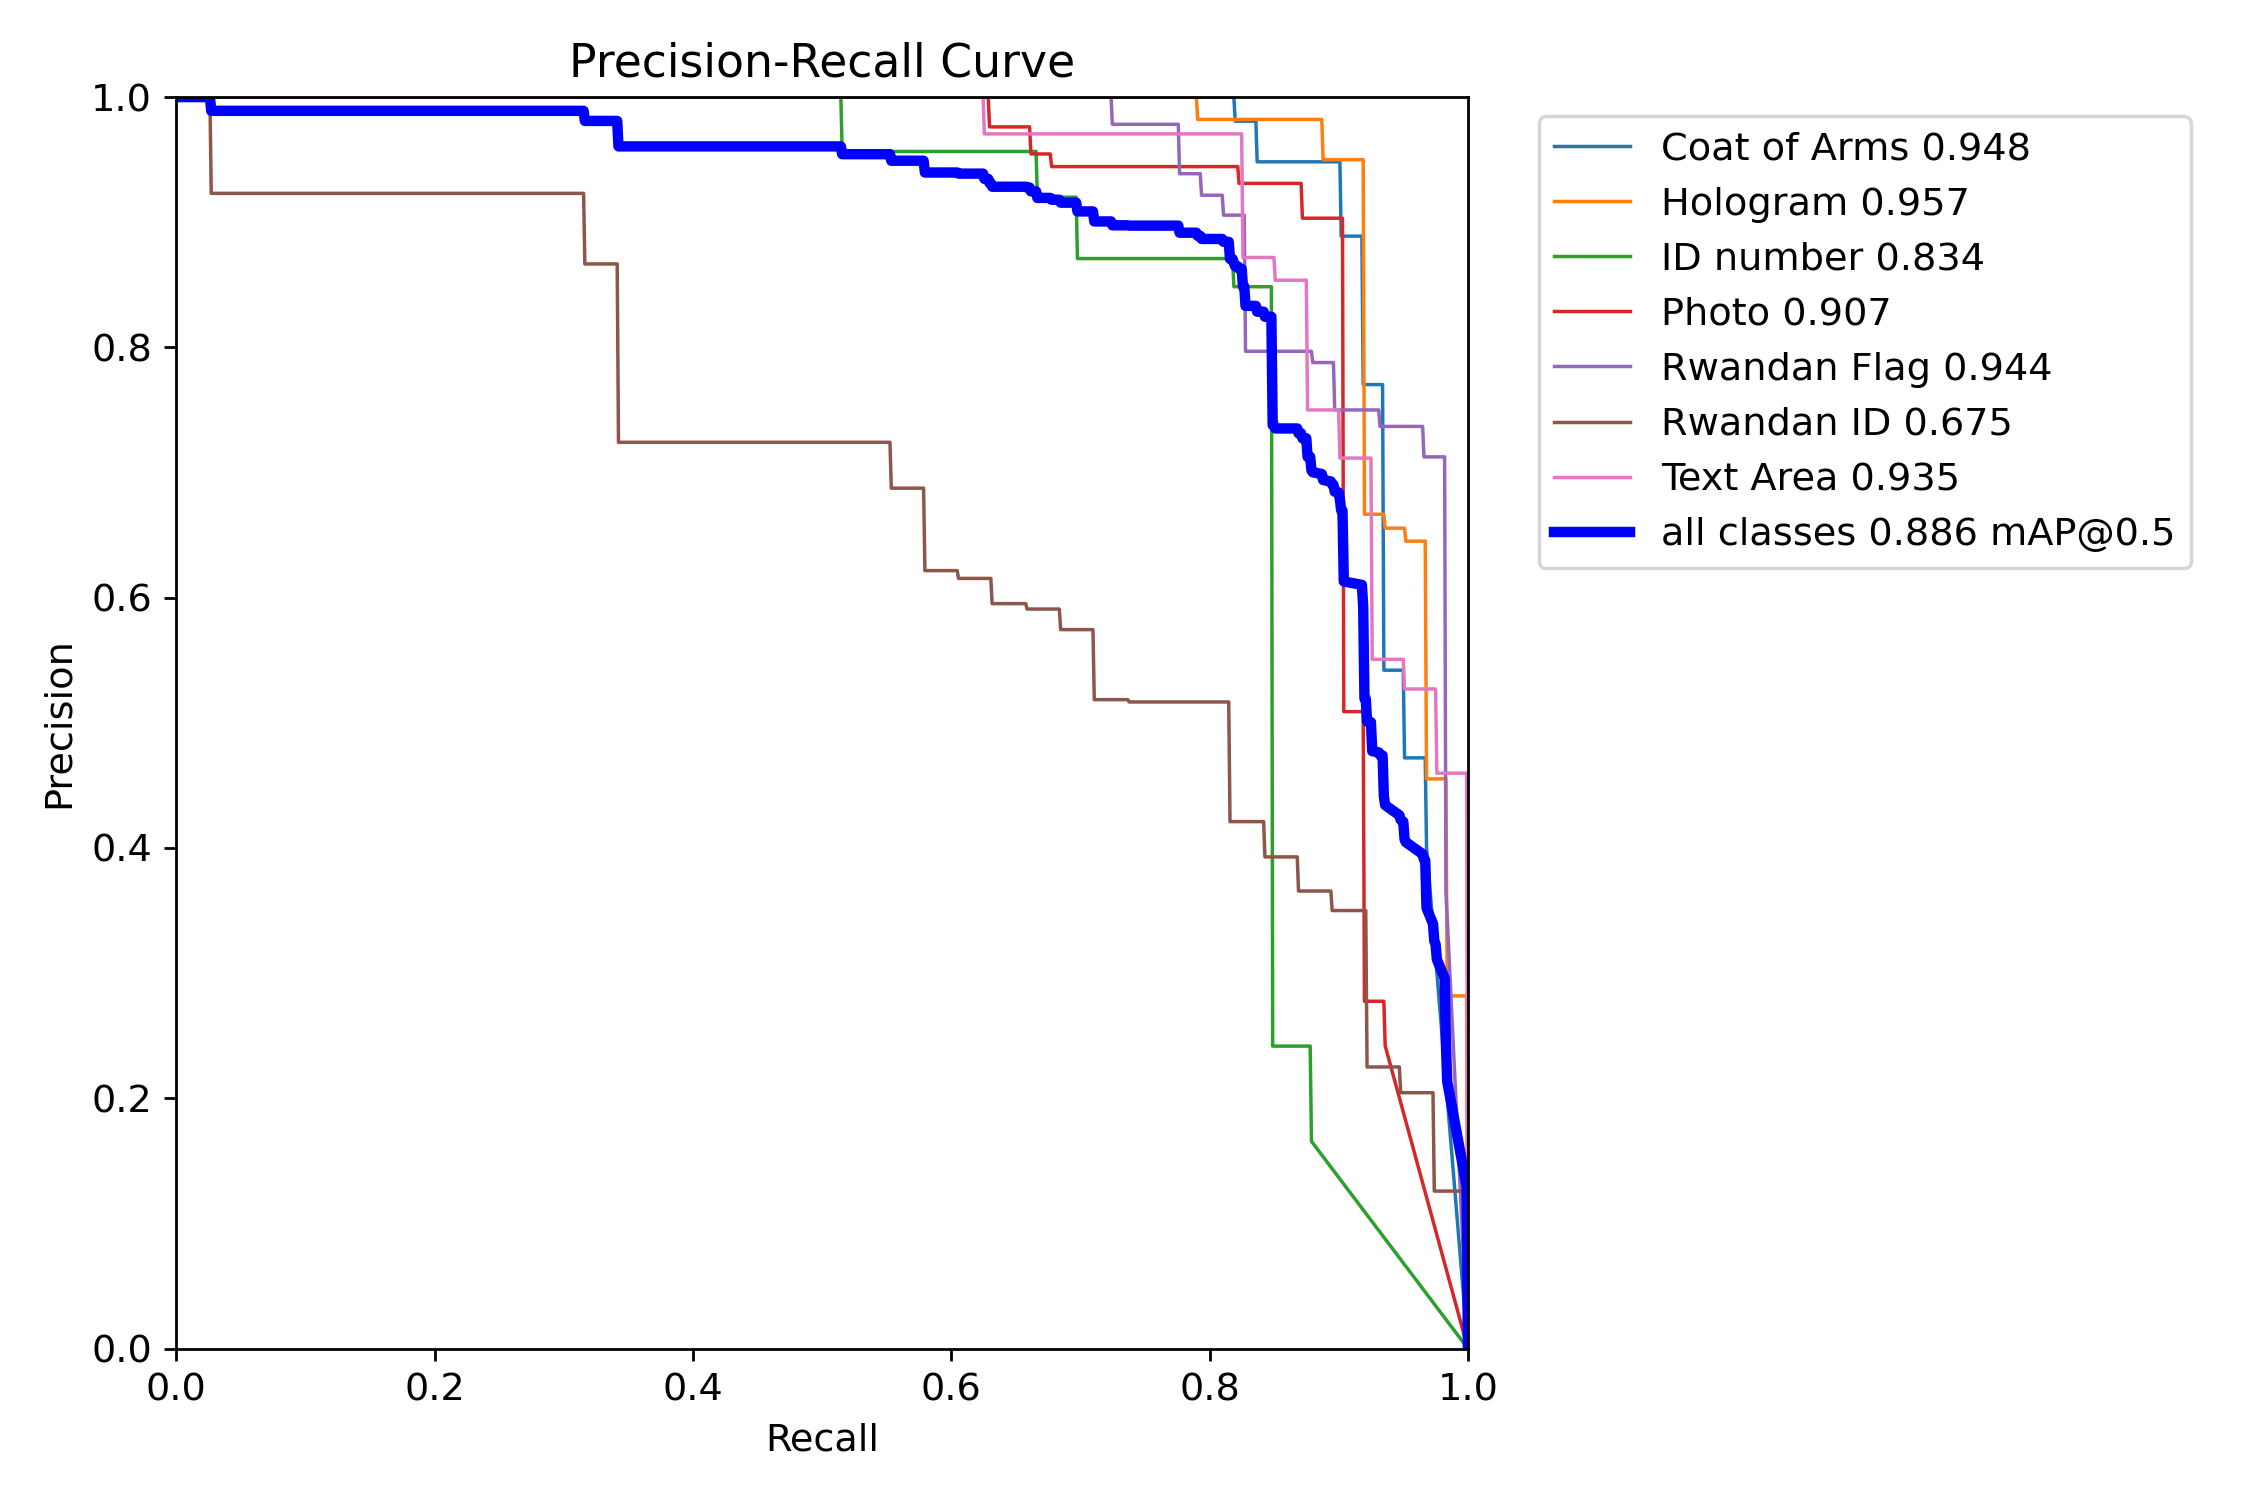 Precision-Recall Curve
1.0
0.8
0.6
0.4
0.2
0.0
Precision
0.0 0.2 0.4 0.6 0.8 1.0
Recall
Coat of Arms 0.948
Hologram 0.957
ID number 0.834
Photo 0.907
Rwandan Flag 0.944
Rwandan ID 0.675
Text Area 0.935
all classes 0.886 mAP@0.5